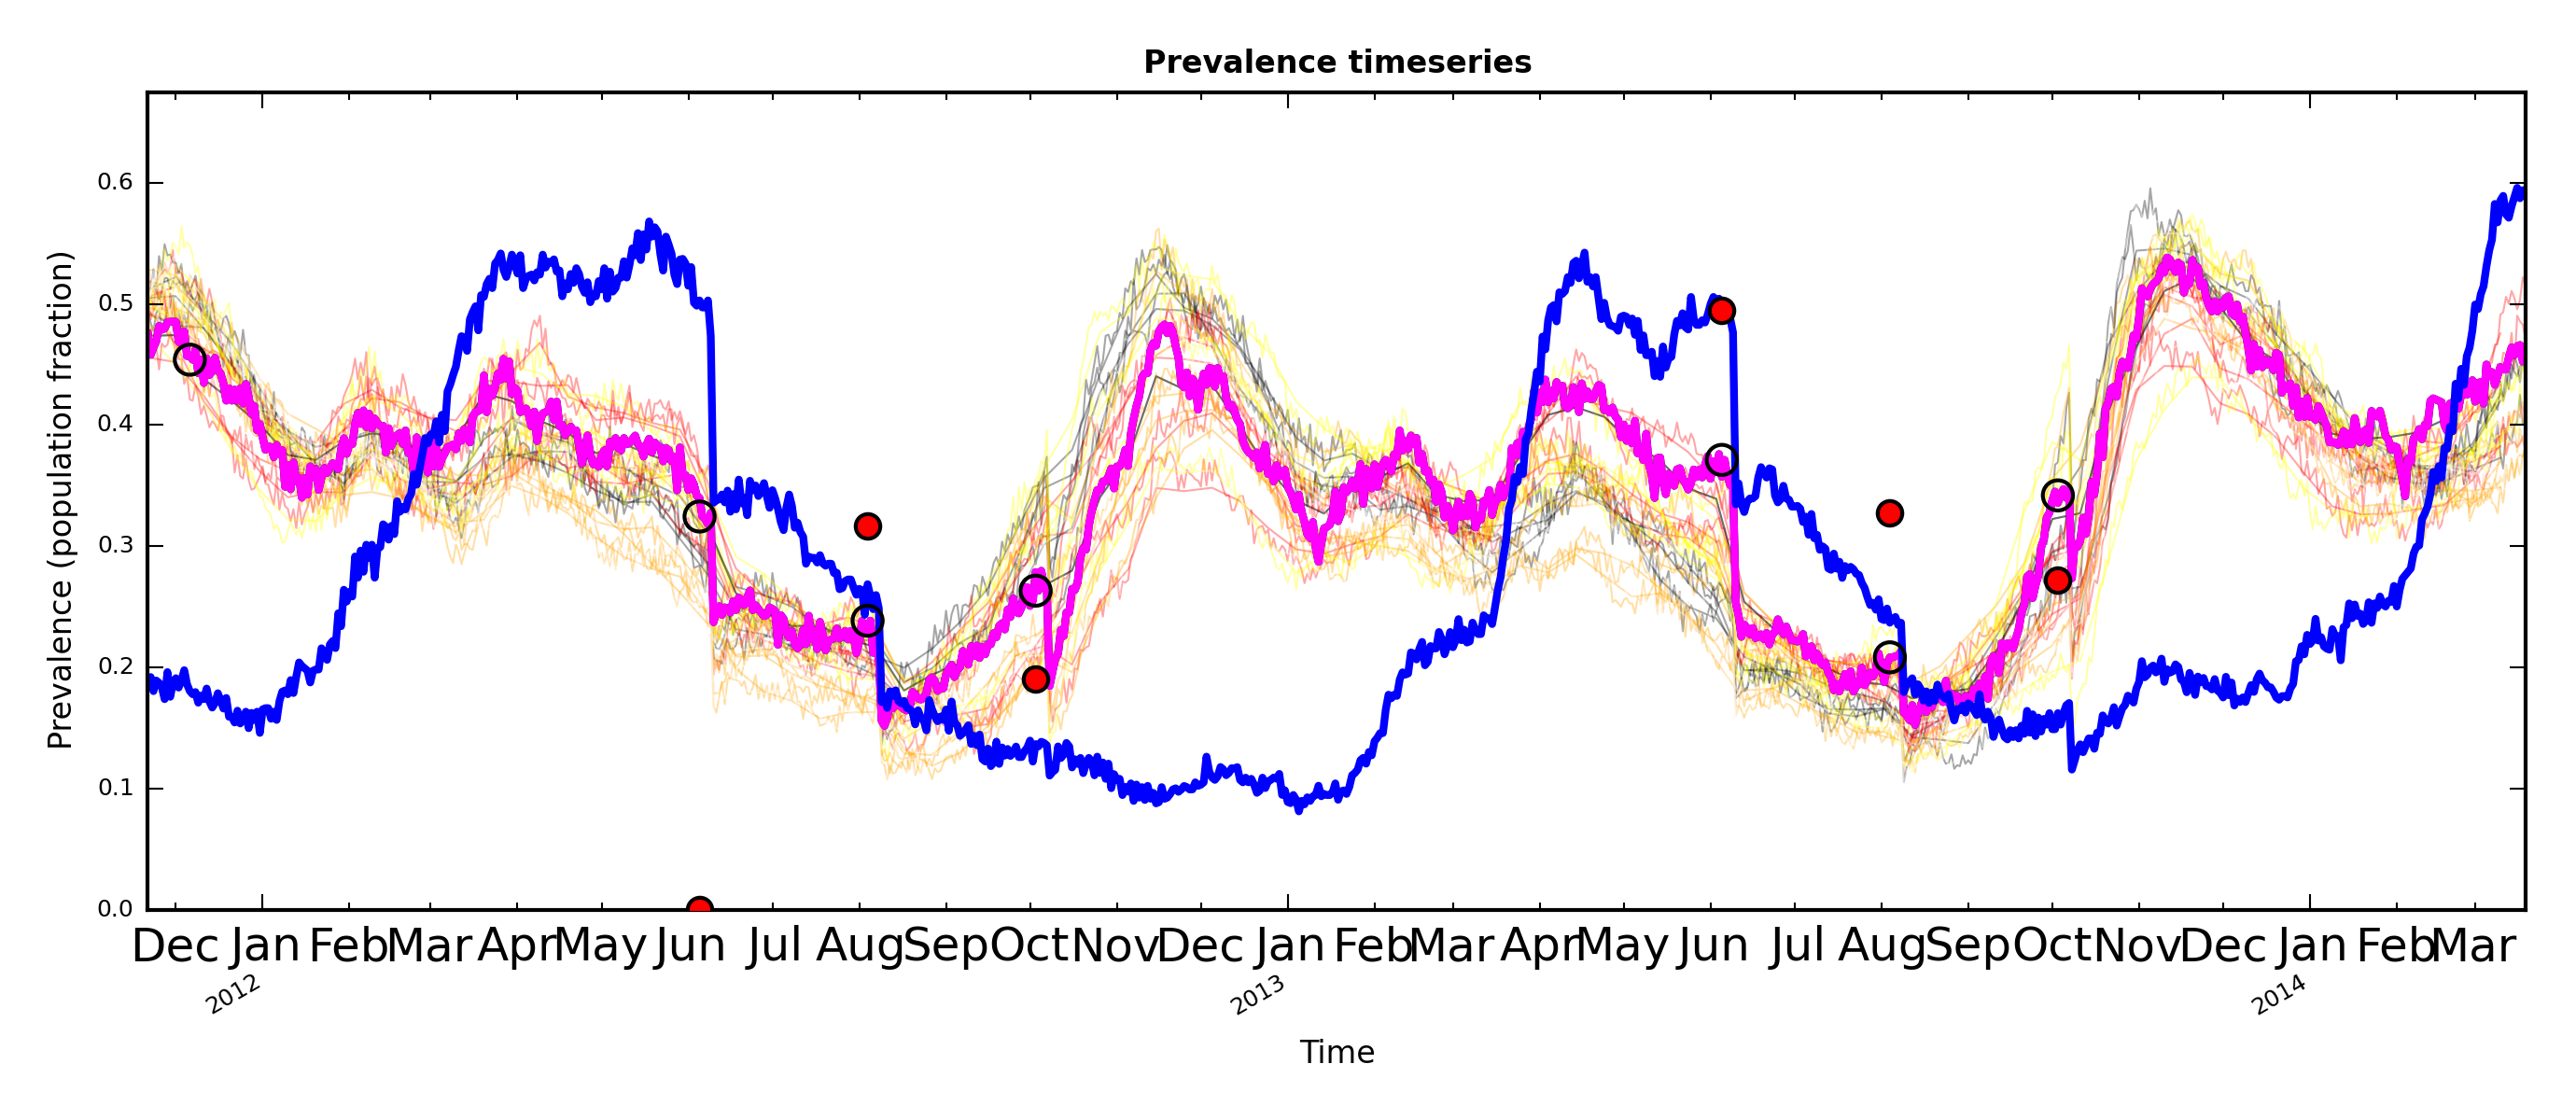 Prevalence timeseries
Prevalence (population fraction)
0.6
0.5
0.4
0.3
0.2
0.1
0.0
Dec Jan Feb Mar Apr May Jun Jul Aug Sep Oct Nov Dec Jan Feb Mar Apr May Jun Jul Aug Sep Oct Nov Dec Jan Feb Mar
2012 2013 2014
Time